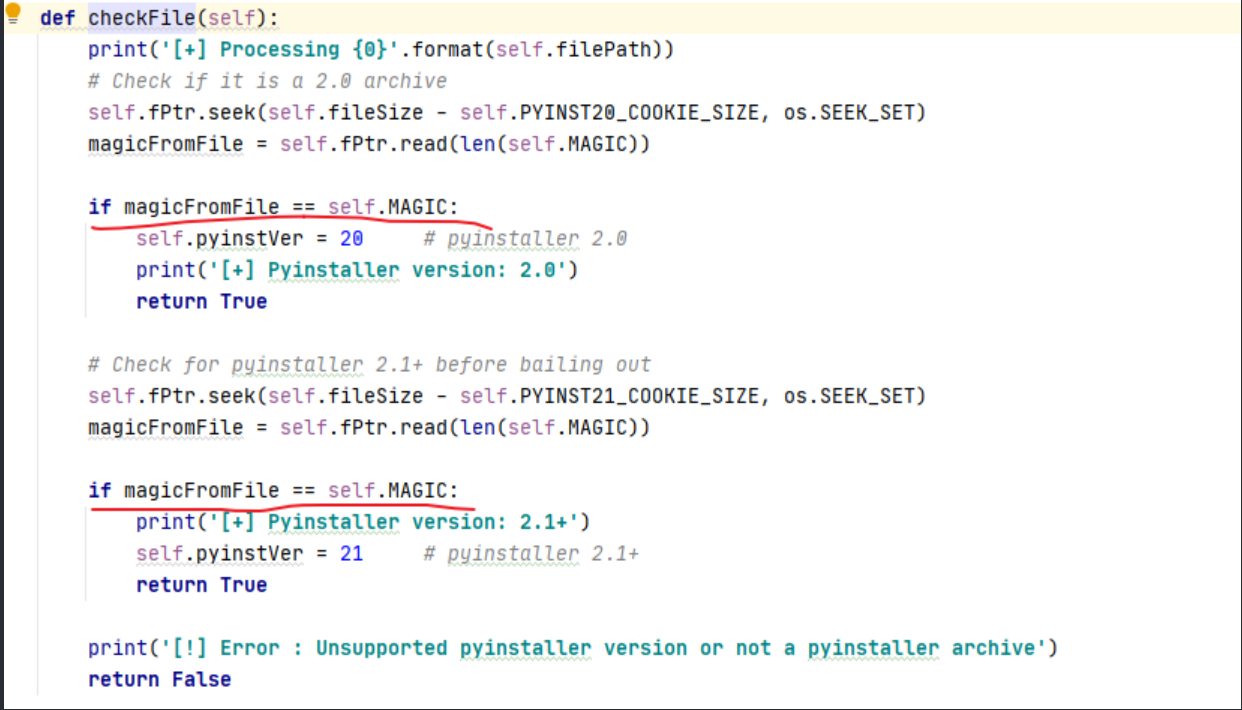 def checkFile(self):
print('[+] Processing {0}'.format(self.filePath))
# Check if it is a 2.0 archive
self.fPtr.seek(self.fileSize - self.PYINST20_COOKIE_SIZE, os.SEEK_SET)
magicFromFile = self.fPtr.read(len(self.MAGIC))
if magicFromFile == self.MAGIC:
self.pyinstVer = 20     # pyinstaller 2.0
print('[+] Pyinstaller version: 2.0')
return True
# Check for pyinstaller 2.1+ before bailing out
self.fPtr.seek(self.fileSize - self.PYINST21_COOKIE_SIZE, os.SEEK_SET)
magicFromFile = self.fPtr.read(len(self.MAGIC))
if magicFromFile == self.MAGIC:
print('[+] Pyinstaller version: 2.1+')
self.pyinstVer = 21     # pyinstaller 2.1+
return True
print('[!] Error : Unsupported pyinstaller version or not a pyinstaller archive')
return False